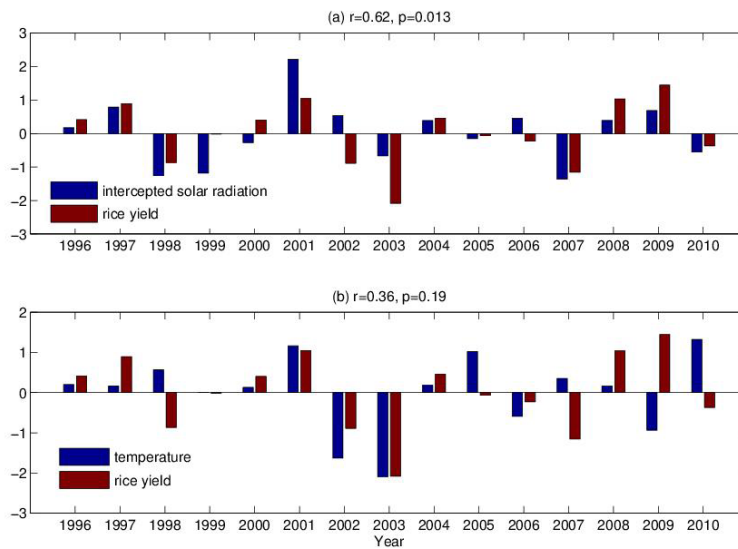 (a) r=0.62, p=0.013
3
2
1
0
−1
−2
−3
intercepted solar radiation
rice yield
1996 1997 1998 1999 2000 2001 2002 2003 2004 2005 2006 2007 2008 2009 2010
(b) r=0.36, p=0.19
2
1
0
−1
−2
−3
temperature
rice yield
1996 1997 1998 1999 2000 2001 2002 2003 2004 2005 2006 2007 2008 2009 2010
Year